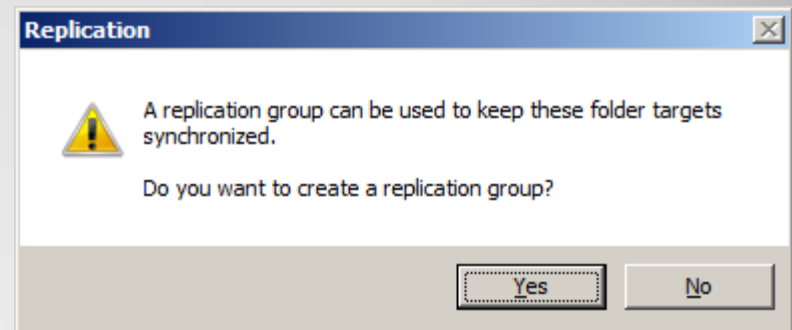 Replication
A replication group can be used to keep these folder targets
synchronized.
Do you want to create a replication group?
Yes
No